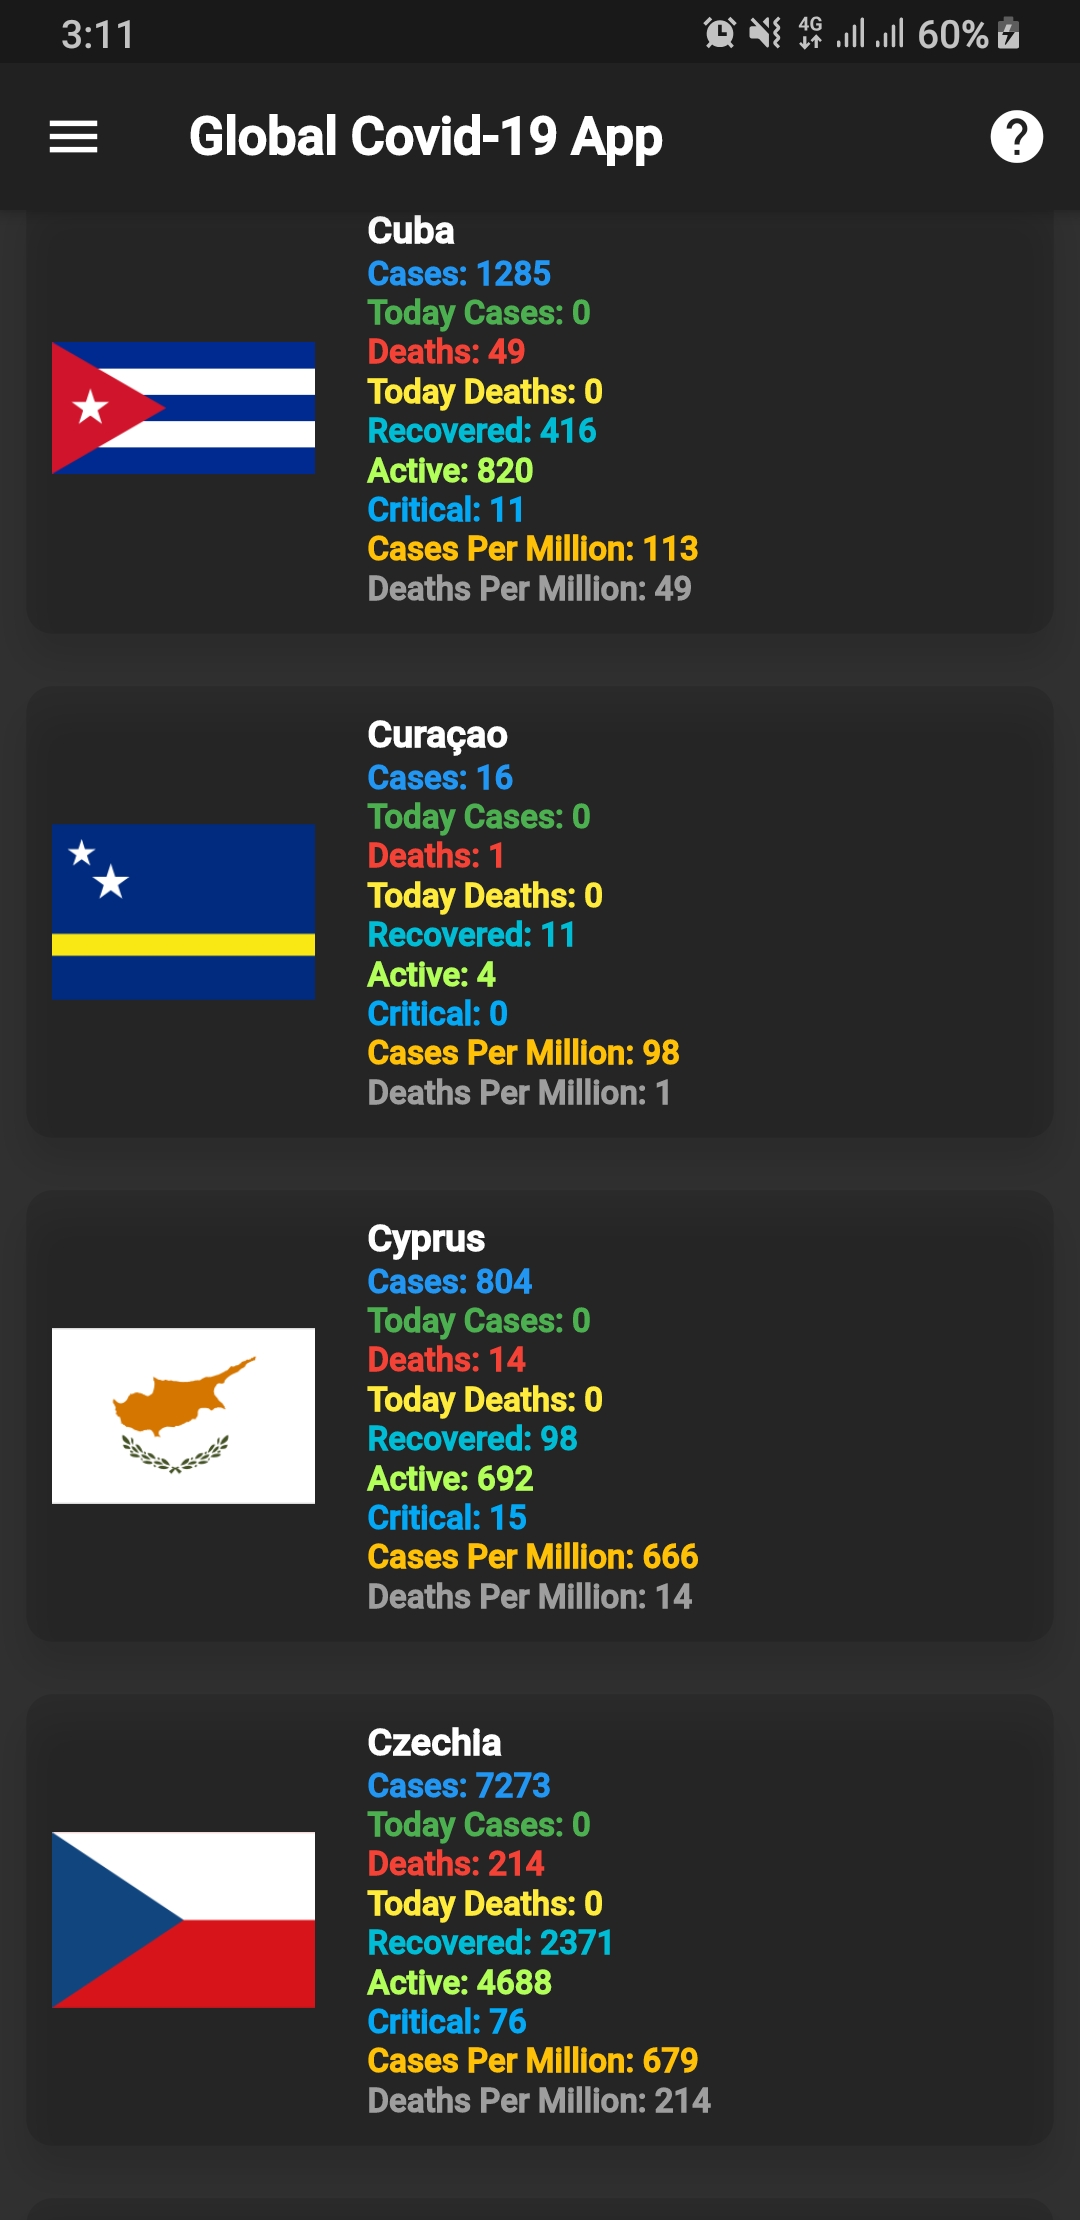 3:11 4G 60%
Global Covid-19 App ?
Cuba
Cases: 1285
Today Cases: 0
Deaths: 49
Today Deaths: 0
Recovered: 416
Active: 820
Critical: 11
Cases Per Million: 113
Deaths Per Million: 49
Curaçao
Cases: 16
Today Cases: 0
Deaths: 1
Today Deaths: 0
Recovered: 11
Active: 4
Critical: 0
Cases Per Million: 98
Deaths Per Million: 1
Cyprus
Cases: 804
Today Cases: 0
Deaths: 14
Today Deaths: 0
Recovered: 98
Active: 692
Critical: 15
Cases Per Million: 666
Deaths Per Million: 14
Czechia
Cases: 7273
Today Cases: 0
Deaths: 214
Today Deaths: 0
Recovered: 2371
Active: 4688
Critical: 76
Cases Per Million: 679
Deaths Per Million: 214